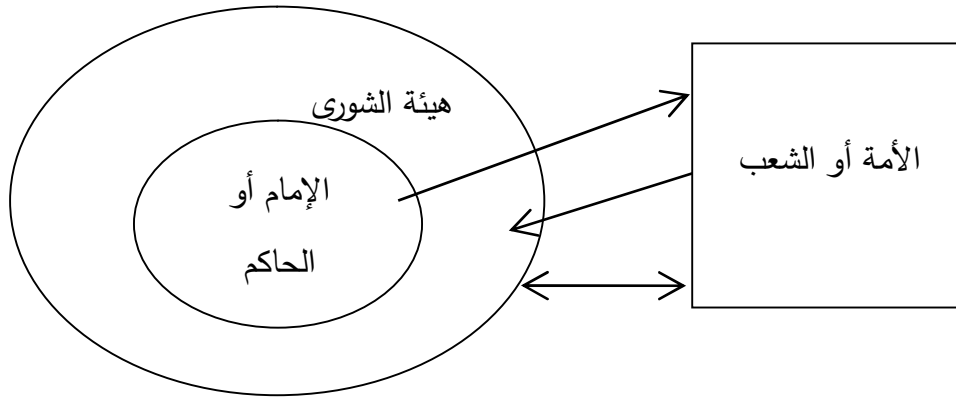 هيئة الشورى
الإمام أو
الحاكم
الأمة أو الشعب